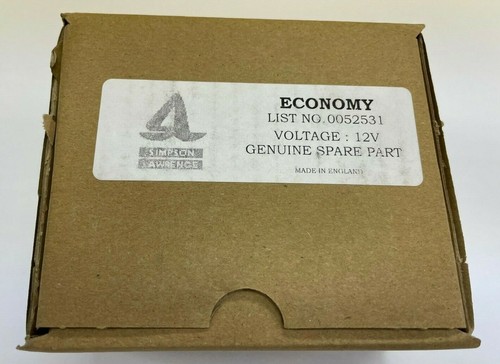 SIMPSON
LAWRENCE
ECONOMY
LIST NO. 0052531
VOLTAGE : 12V
GENUINE SPARE PART
MADE IN ENGLAND